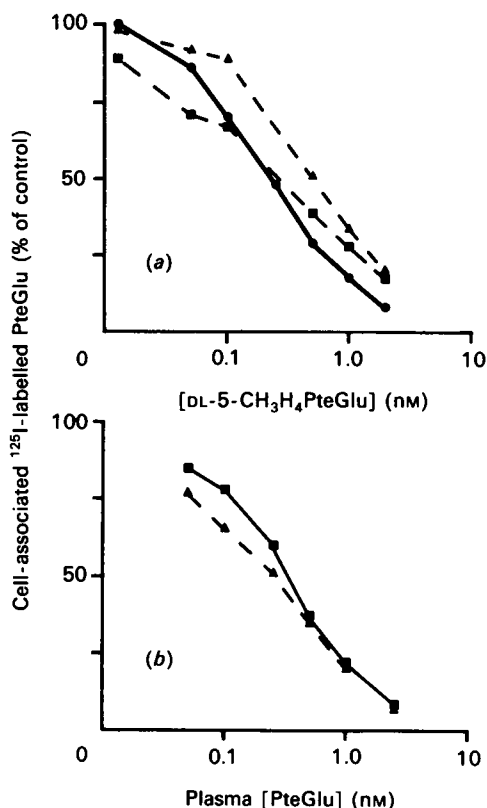 Cell-associated ¹²⁵I-labelled PteGlu (% of control)
100
50
(a)
0 0.1 1.0 10
[DL-5-CH₃H₄PteGlu] (nM)
100
50
(b)
0 0.1 1.0 10
Plasma [PteGlu] (nM)